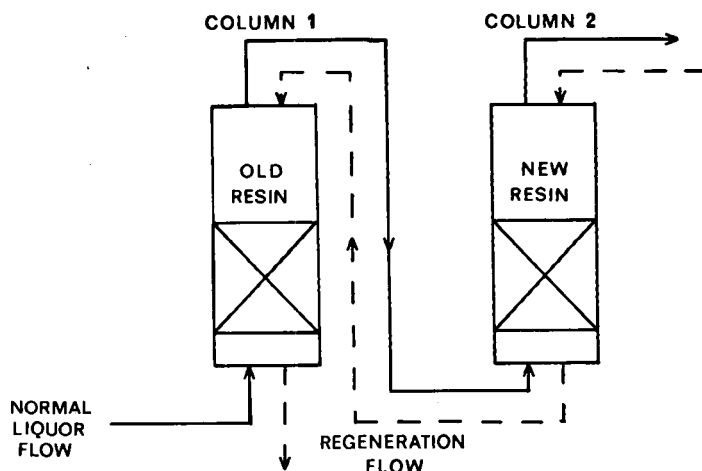 COLUMN 1
COLUMN 2
OLD
RESIN
NEW
RESIN
NORMAL
LIQUOR
FLOW
REGENERATION
FLOW